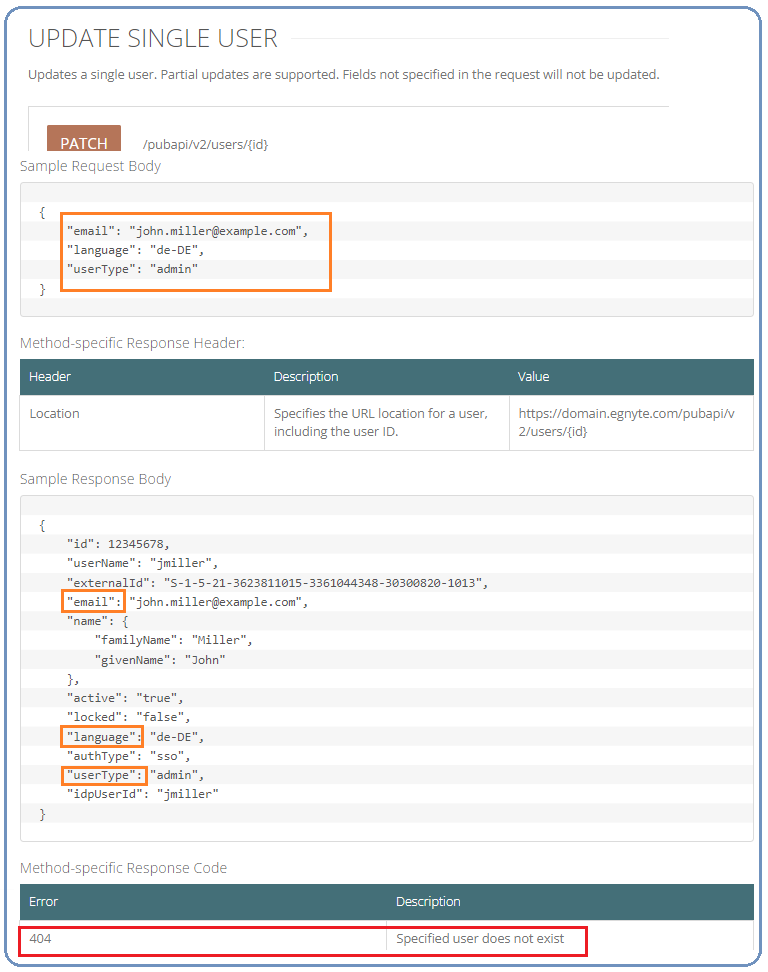 UPDATE SINGLE USER
Updates a single user. Partial updates are supported. Fields not specified in the request will not be updated.
PATCH /pubapi/v2/users/{id}
Sample Request Body
{
"email": "john.miller@example.com",
"language": "de-DE",
"userType": "admin"
}
Method-specific Response Header:
Header Description Value
Location Specifies the URL location for a user, https://domain.egnyte.com/pubapi/v
including the user ID. 2/users/{id}
Sample Response Body
{
"id": 12345678,
"userName": "jmiller",
"externalId": "S-1-5-21-3623811015-3361044348-30300820-1013",
"email": "john.miller@example.com",
"name": {
"familyName": "Miller",
"givenName": "John"
},
"active": "true",
"locked": "false",
"language": "de-DE",
"authType": "sso",
"userType": "admin",
"idpUserId": "jmiller"
}
Method-specific Response Code
Error Description
404 Specified user does not exist